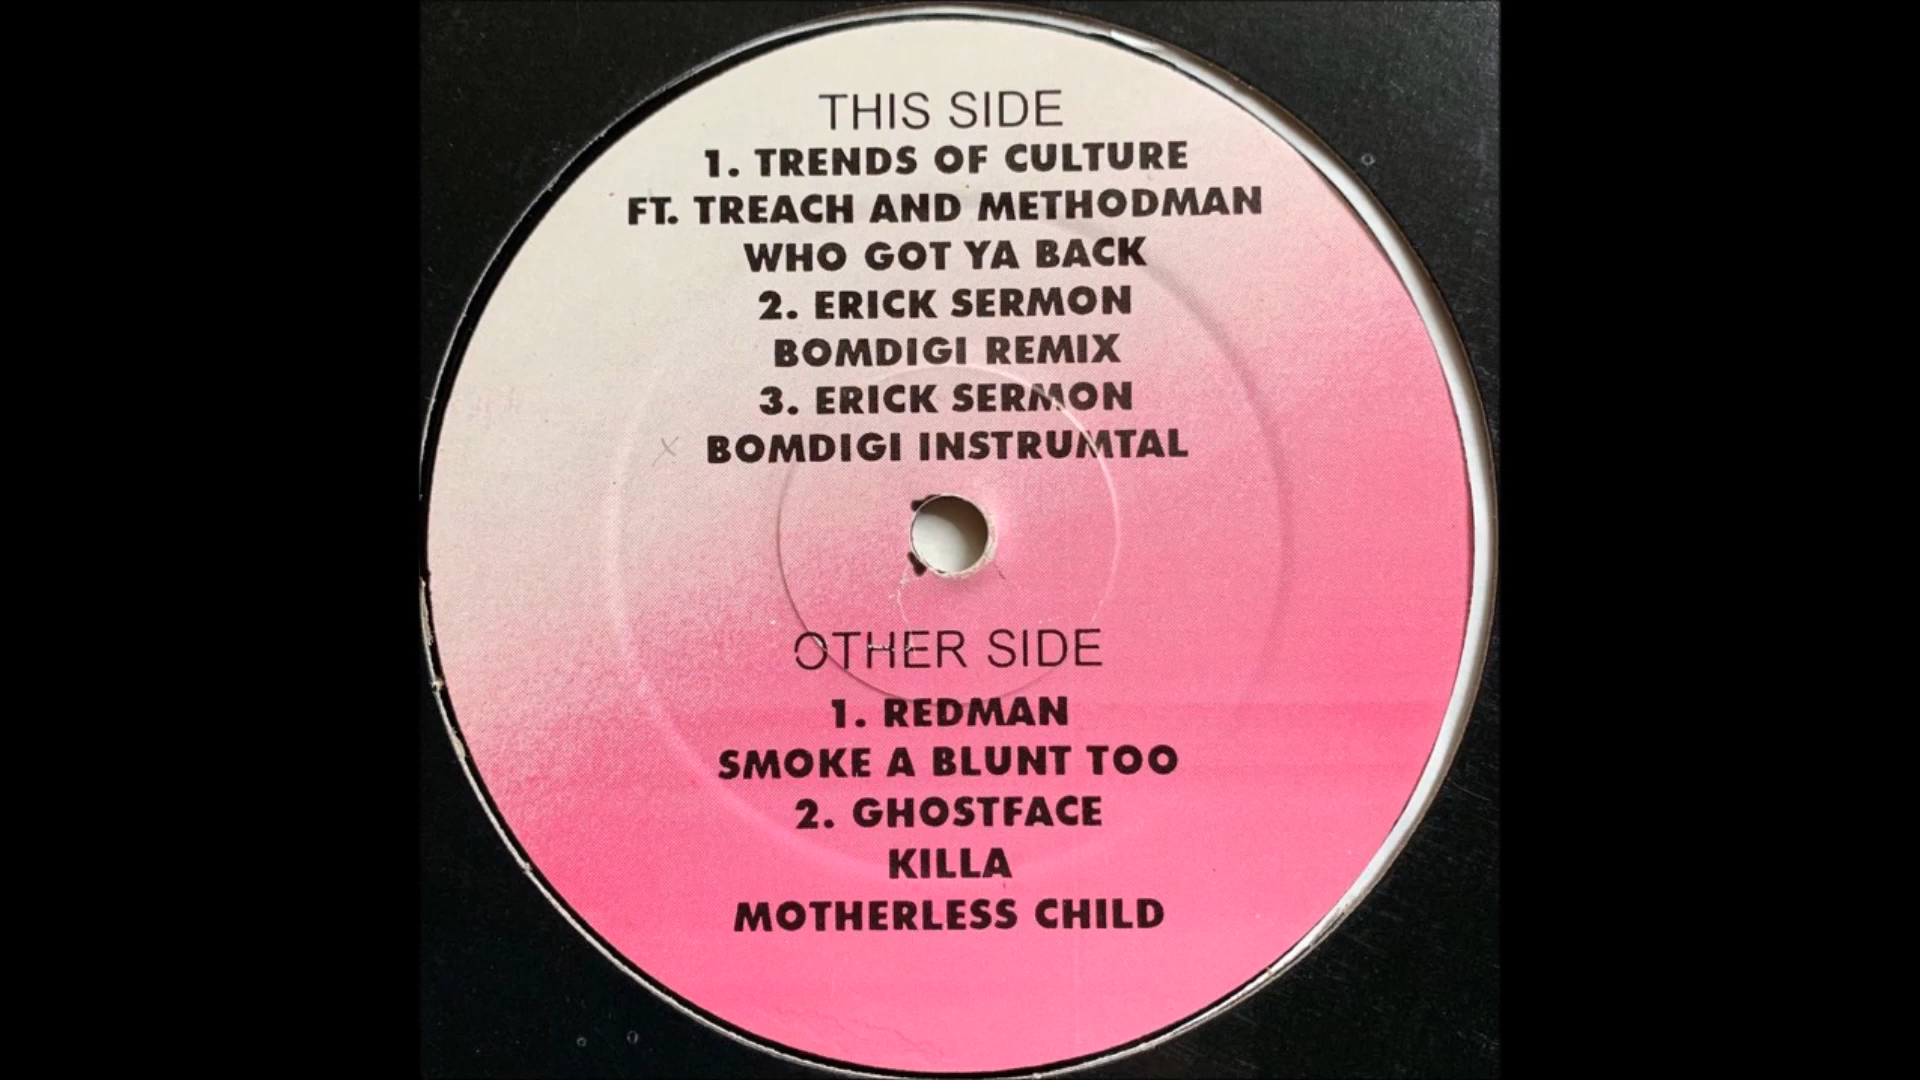 THIS SIDE
1. TRENDS OF CULTURE
FT. TREACH AND METHODMAN
WHO GOT YA BACK
2. ERICK SERMON
BOMDIGI REMIX
3. ERICK SERMON
BOMDIGI INSTRUMTAL
OTHER SIDE
1. REDMAN
SMOKE A BLUNT TOO
2. GHOSTFACE
KILLA
MOTHERLESS CHILD